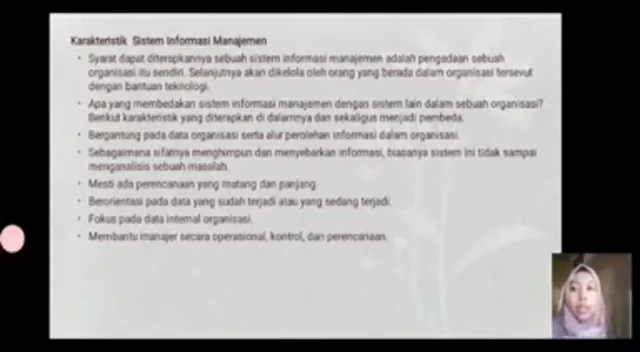 Karakteristik Sistem Informasi Manajemen
• Syarat dapat diterapkannya sebuah sistem informasi manajemen adalah pengadaan sebuah
organisasi itu sendiri. Selanjutnya akan dikelola oleh orang yang berada dalam organisasi tersevut
dengan bantuan teknologi.
• Apa yang membedakan sistem informasi manajemen dengan sistem lain dalam sebuah organisasi?
Berikut karakteristik yang diterapkan di dalamnya dan sekaligus menjadi pembeda.
• Bergantung pada data organisasi serta alur perolehan informasi dalam organisasi.
• Sebagaimana sifatnya menghimpun dan menyebarkan informasi, biasanya sistem ini tidak sampai
menganalisis sebuah masalah.
• Mesti ada perencanaan yang matang dan panjang.
• Berorientasi pada data yang sudah terjadi atau yang sedang terjadi.
• Fokus pada data internal organisasi.
• Membantu manajer secara operasional, kontrol, dan perencanaan.